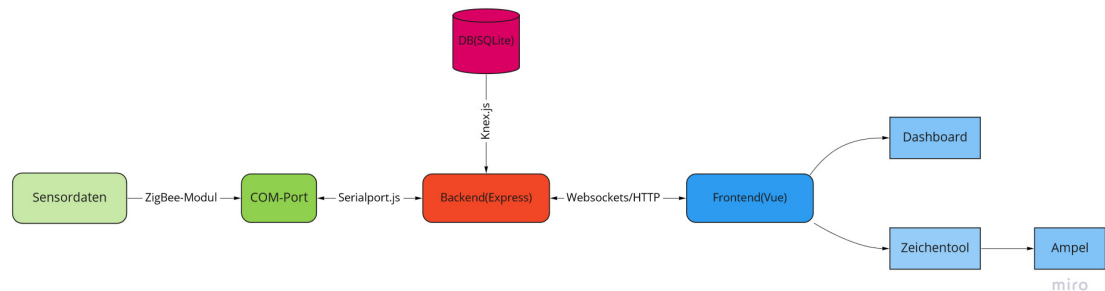 DB(SQLite)
Knex.js
Dashboard
Sensordaten
ZigBee-Modul
COM-Port
Serialport.js
Backend(Express)
Websockets/HTTP
Frontend(Vue)
Zeichentool
Ampel
miro